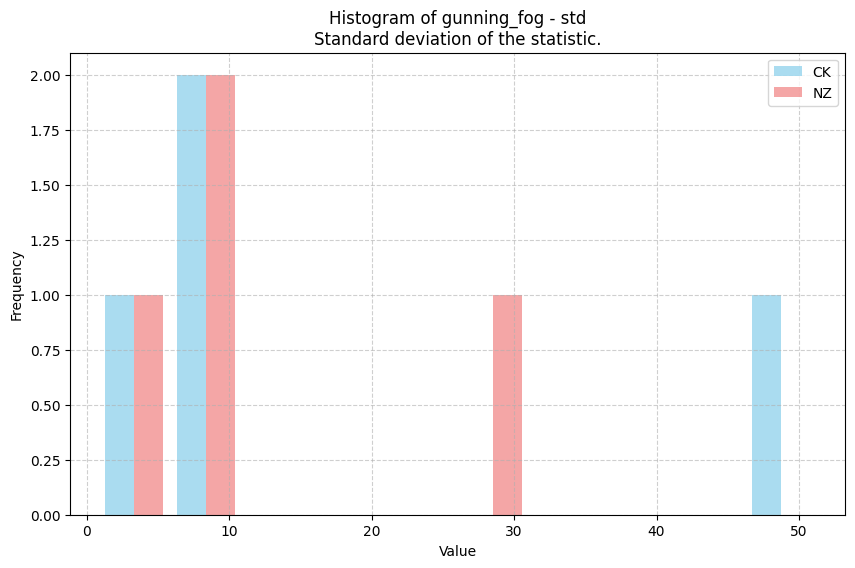 Histogram of gunning_fog - std
Standard deviation of the statistic.
CK
NZ
Frequency
2.00
1.75
1.50
1.25
1.00
0.75
0.50
0.25
0.00
0 10 20 30 40 50
Value